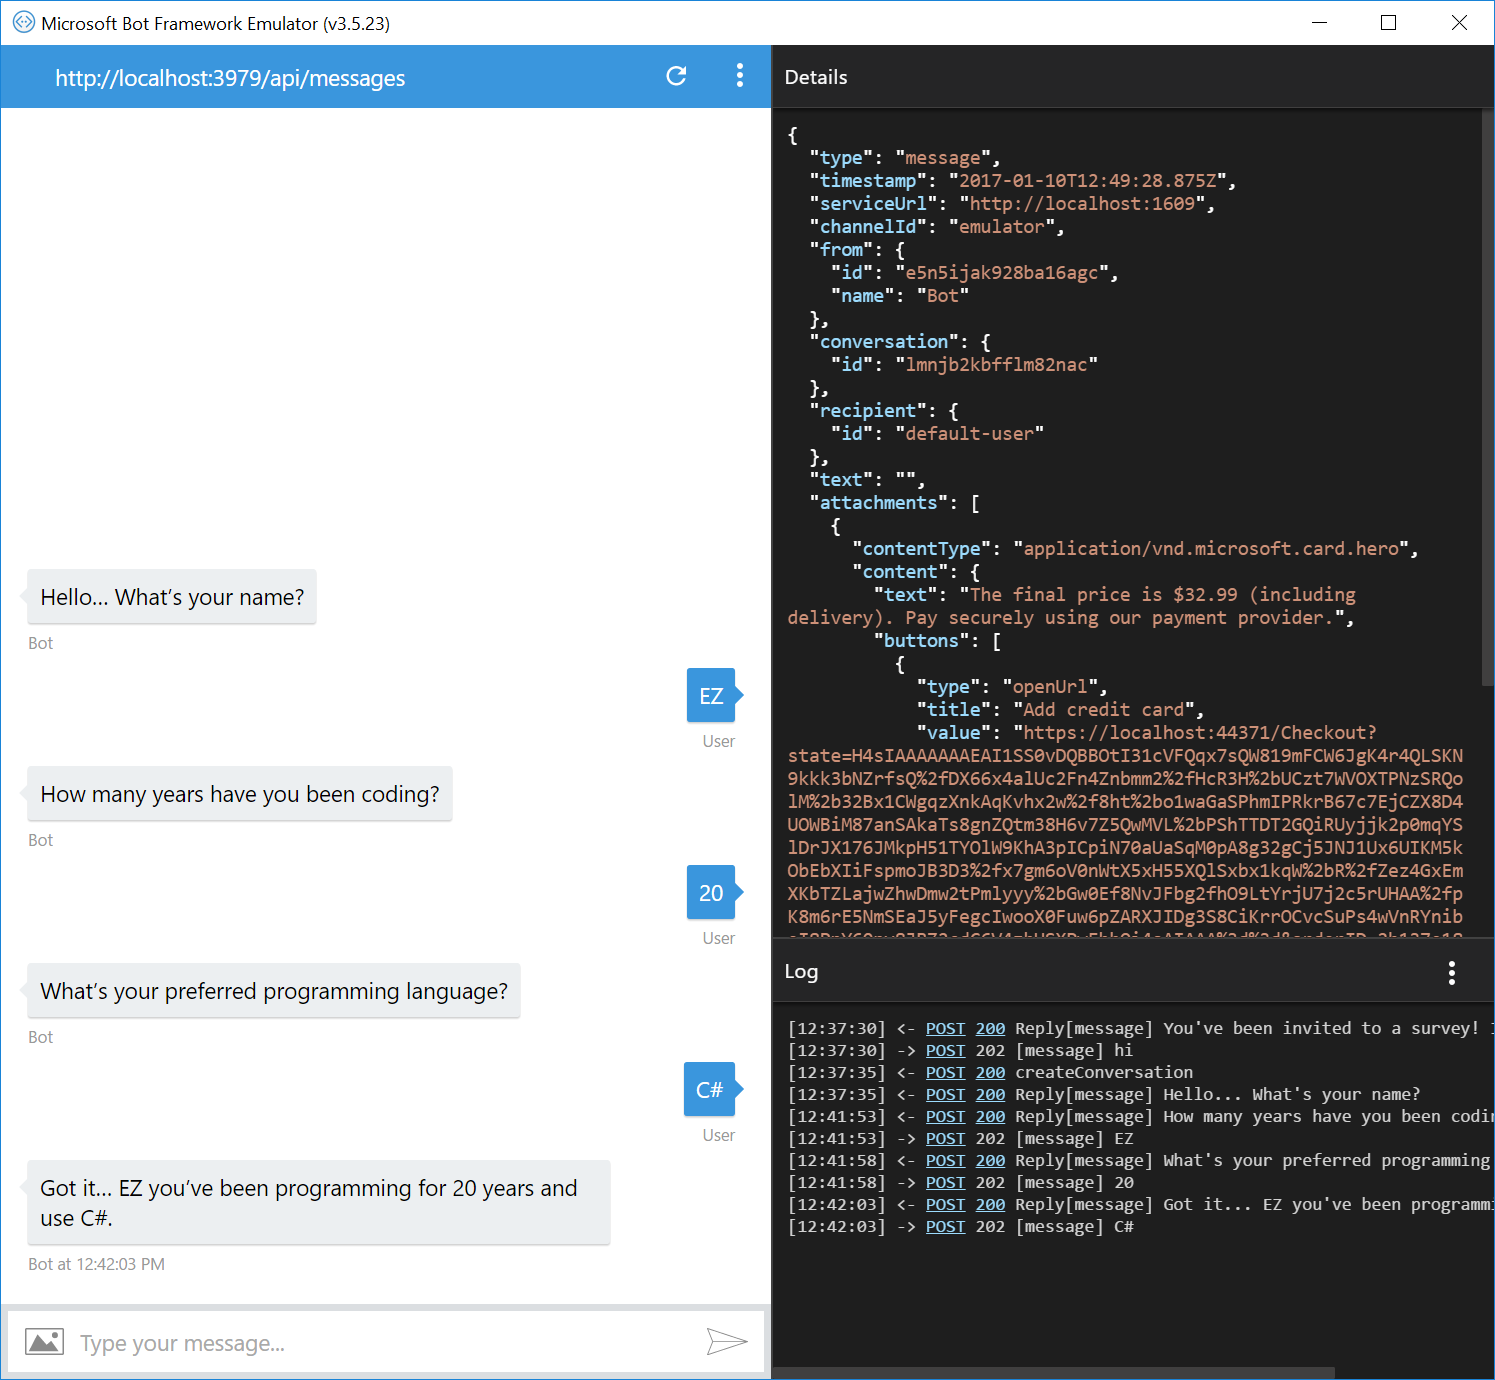 Microsoft Bot Framework Emulator (v3.5.23)
http://localhost:3979/api/messages
Hello... What's your name?
Bot
EZ
User
How many years have you been coding?
Bot
20
User
What's your preferred programming language?
Bot
C#
User
Got it... EZ you've been programming for 20 years and
use C#.
Bot at 12:42:03 PM
Type your message...
Details
{
"type": "message",
"timestamp": "2017-01-10T12:49:28.875Z",
"serviceUrl": "http://localhost:1609",
"channelId": "emulator",
"from": {
"id": "e5n5ijak928ba16agc",
"name": "Bot"
},
"conversation": {
"id": "lmnjb2kbfflm82nac"
},
"recipient": {
"id": "default-user"
},
"text": "",
"attachments": [
{
"contentType": "application/vnd.microsoft.card.hero",
"content": {
"text": "The final price is $32.99 (including
delivery). Pay securely using our payment provider.",
"buttons": [
{
"type": "openUrl",
"title": "Add credit card",
"value": "https://localhost:44371/Checkout?
state=H4sIAAAAAAAEAI1SS0vDQBBOtI31cVFQqx7sQW819mFCW6JgK4r4QLSKN
9kkk3bNZrfsQ%2fDX66x4alUc2Fn4Znbmm2%2fHcR3H%2bUCzt7WVOXTPNzSRQo
lM%2b32Bx1CWgqzXnkAqKvhx2w%2f8ht%2bo1waGaSPhmIPRkrB67c7EjCZX8D4
UOWBiM87anSAkaTs8gnZQtm38H6v7Z5QwMVL%2bPShTTDT2GQiRUyjjk2p0mqYS
lDrJX176JMkpH51TYOlW9KhA3pICpiN70aUaSqM0pA8g32gCj5JNJ1Ux6UIKM5k
ObEbXIiFspmoJB3D3%2fx7gm6oV0nWtX5xH55XQlSxbx1kqW%2bR%2fZez4GxEm
XKbTZLajwZhwDmw2tPmlyyy%2bGw0Ef8NvJFbg2fhO9LtYrjU7j2c5rUHAA%2fp
K8m6rE5NmSEaJ5yFegcIwooX0Fuw6pZARXJIDg3S8CiKrrOCvcSuPs4wVnRYnib
Log
[12:37:30] <- POST 200 Reply[message] You've been invited to a survey!
[12:37:30] -> POST 202 [message] hi
[12:37:35] <- POST 200 createConversation
[12:37:35] <- POST 200 Reply[message] Hello... What's your name?
[12:41:53] <- POST 200 Reply[message] How many years have you been
[12:41:53] -> POST 202 [message] EZ
[12:41:58] <- POST 200 Reply[message] What's your preferred programming
[12:41:58] -> POST 202 [message] 20
[12:42:03] <- POST 200 Reply[message] Got it... EZ you've been
[12:42:03] -> POST 202 [message] C#